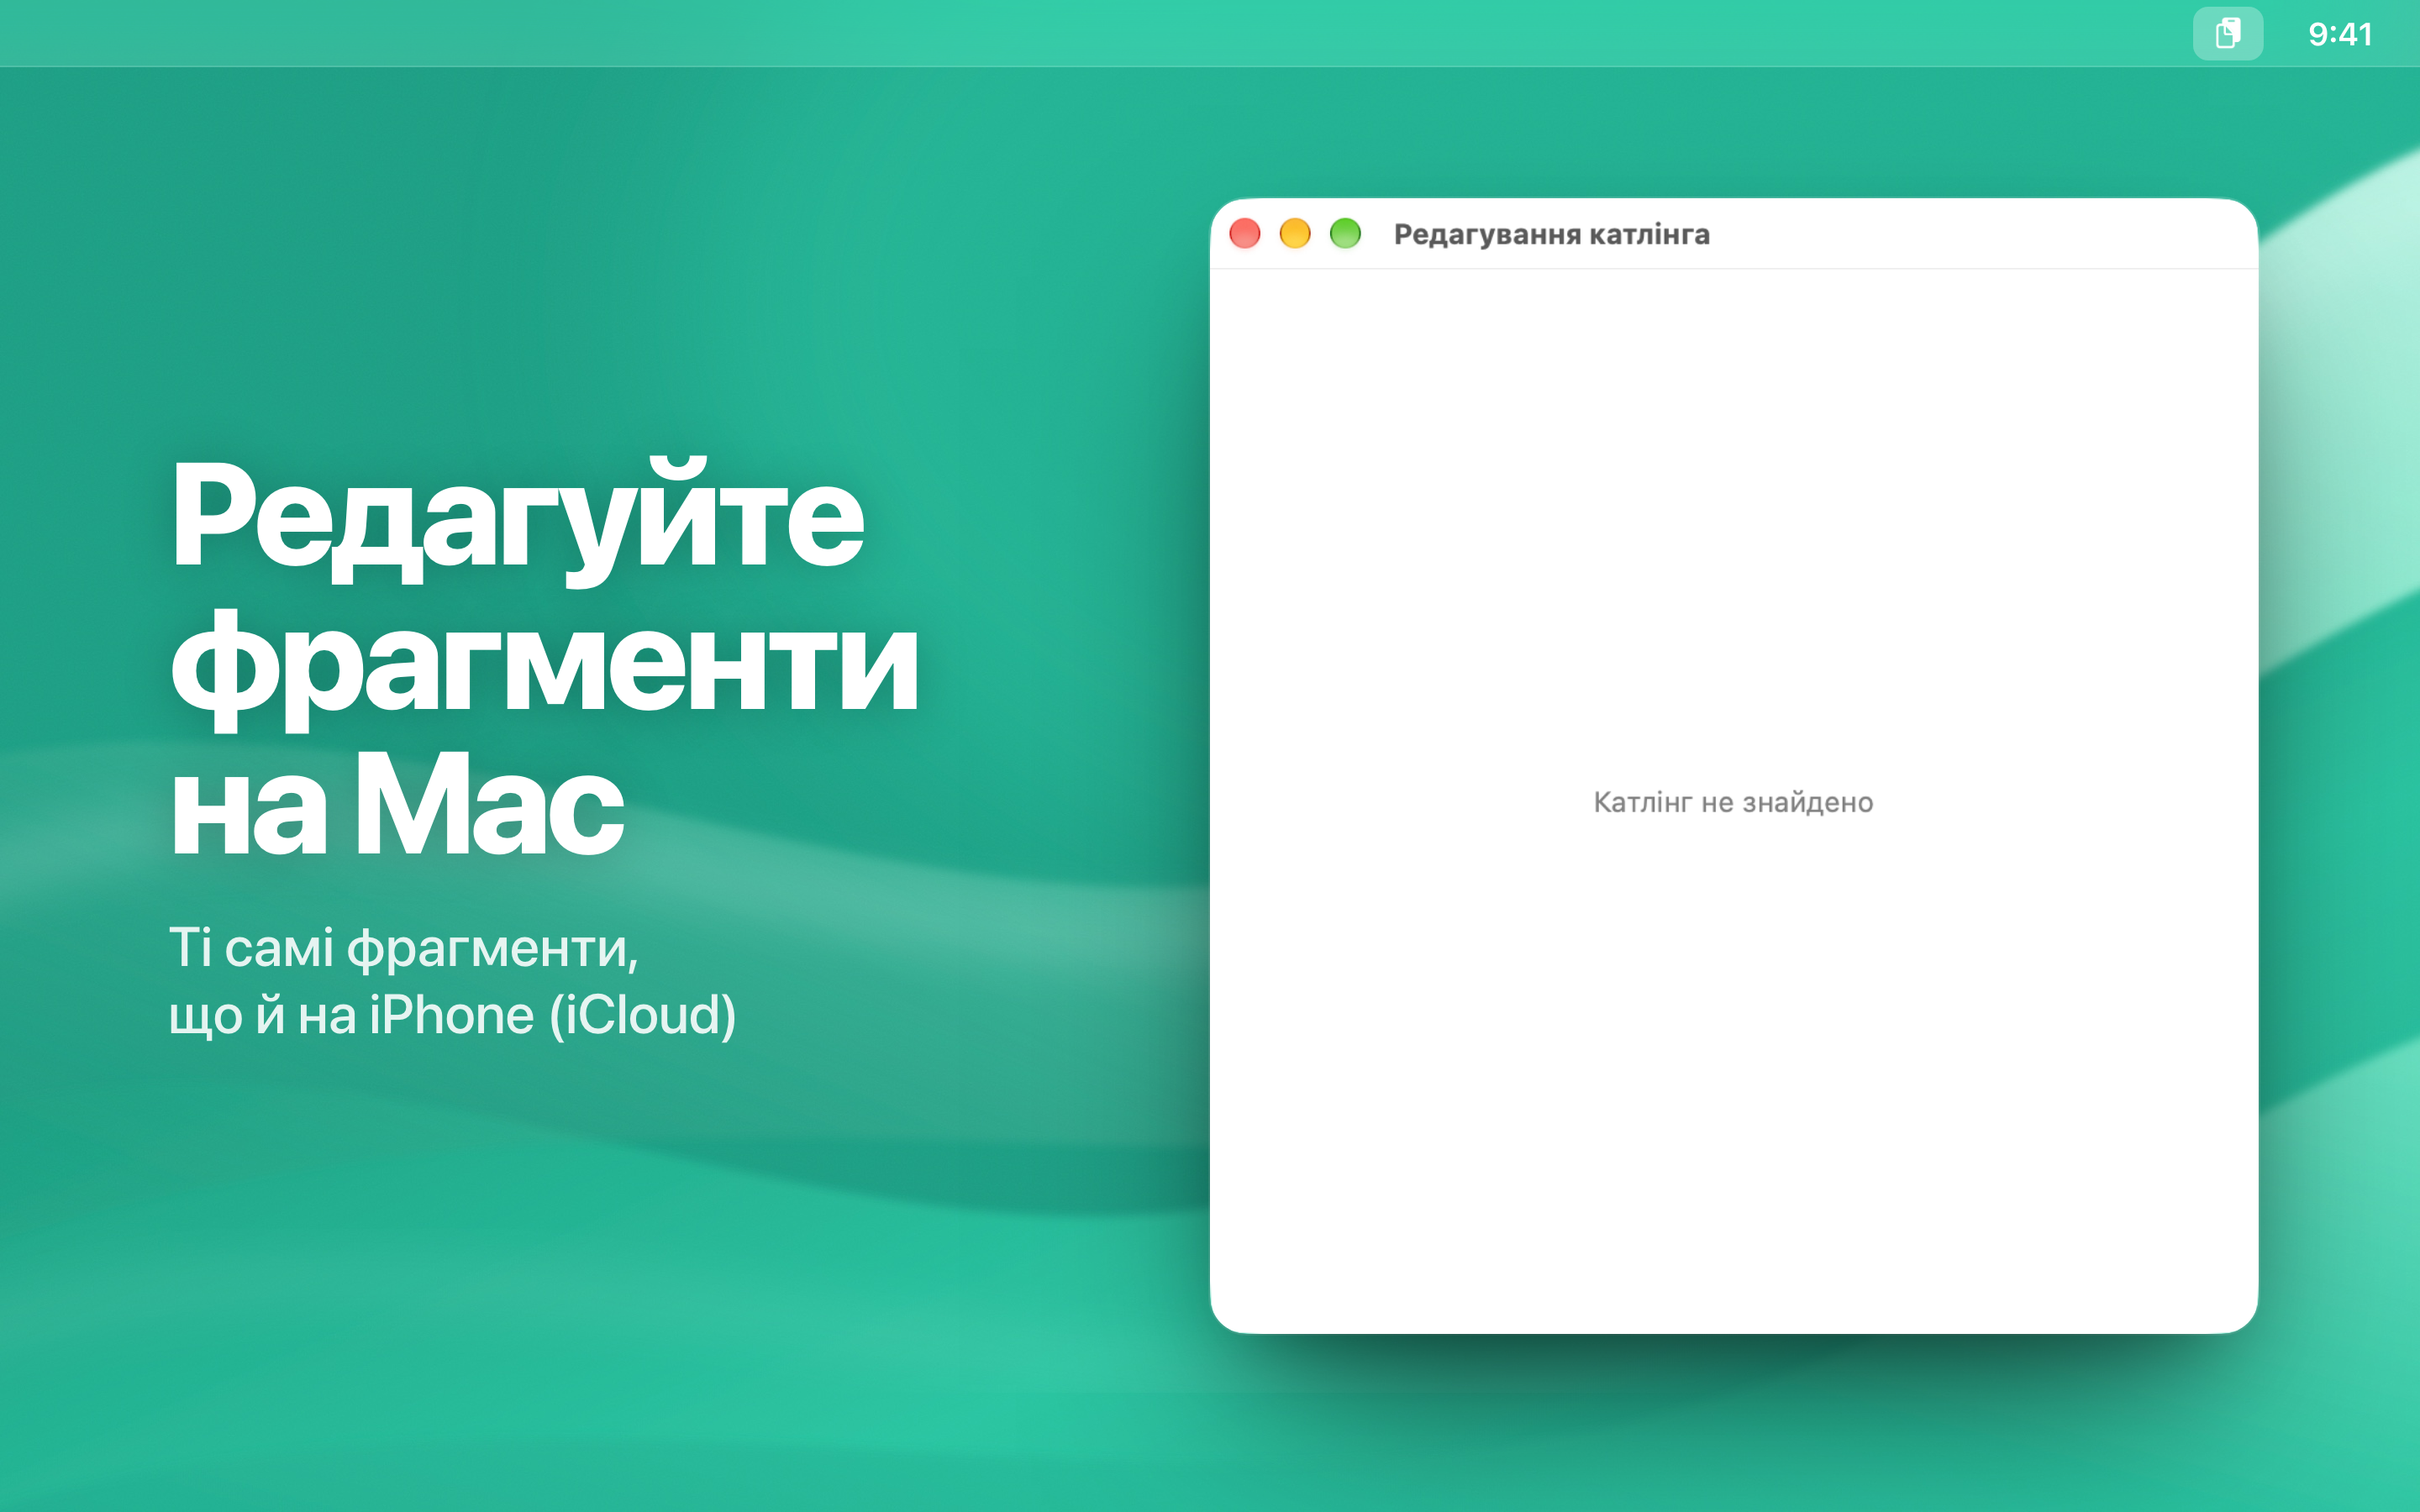 9:41
Редагування катлінга
Редагуйте
фрагменти
на Mac
Ті самі фрагменти,
що й на iPhone (iCloud)
Катлінг не знайдено